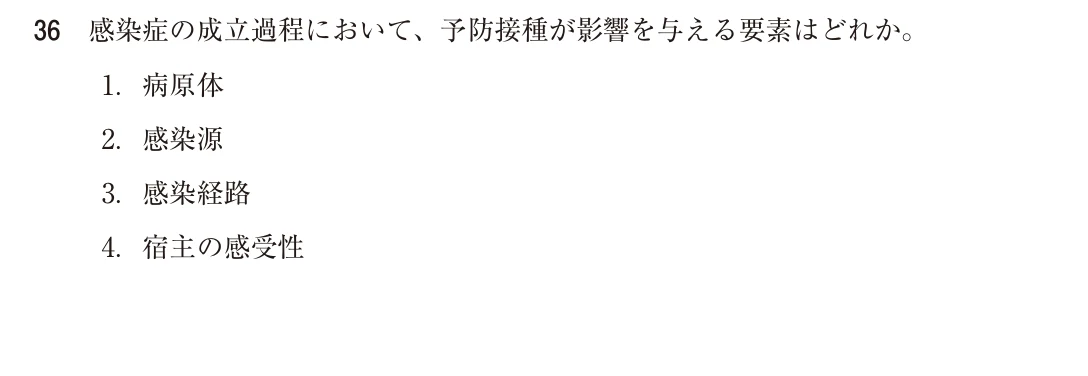 36 感染症の成立過程において、予防接種が影響を与える要素はどれか。
1. 病原体
2. 感染源
3. 感染経路
4. 宿主の感受性